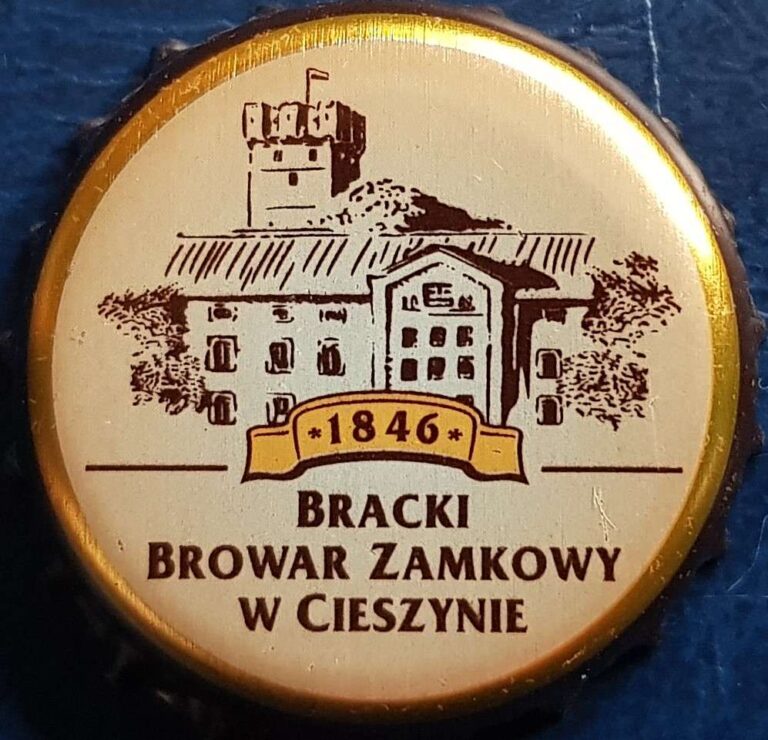 *1846*
BRACKI
BROWAR ZAMKOWY
W CIESZYNIE